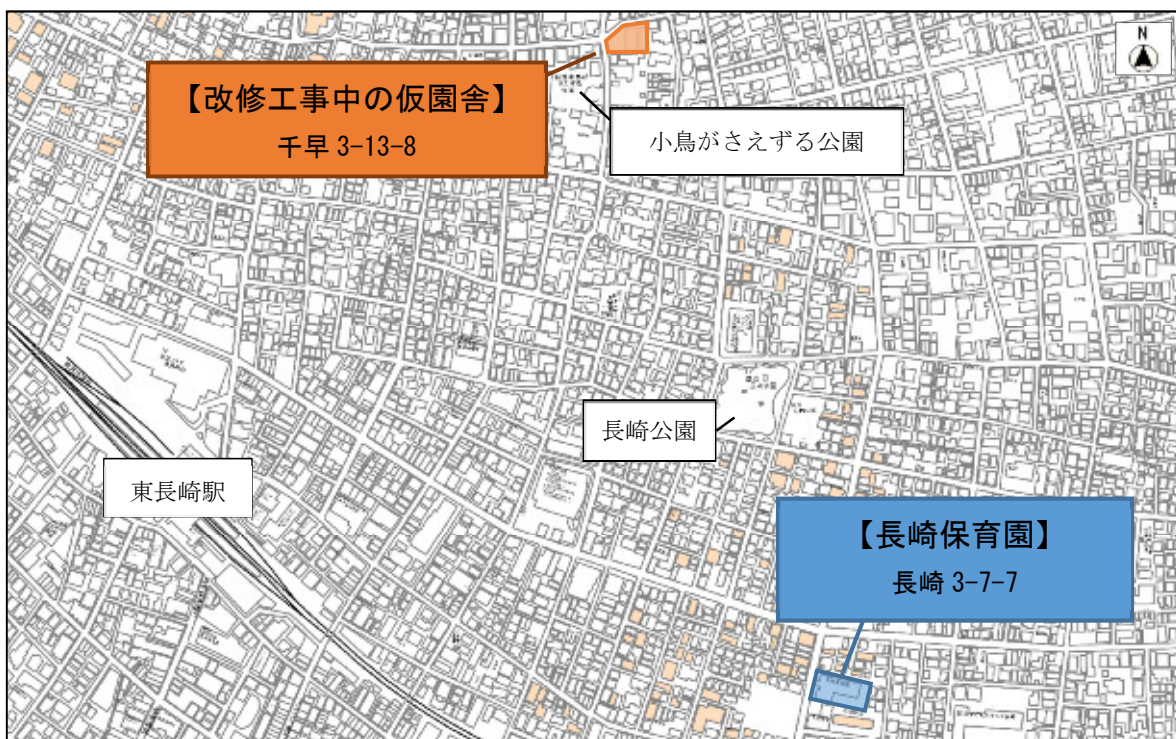 N
【改修工事中の仮園舎】
千早 3-13-8
小鳥がさえずる公園
長崎公園
東長崎駅
【長崎保育園】
長崎 3-7-7